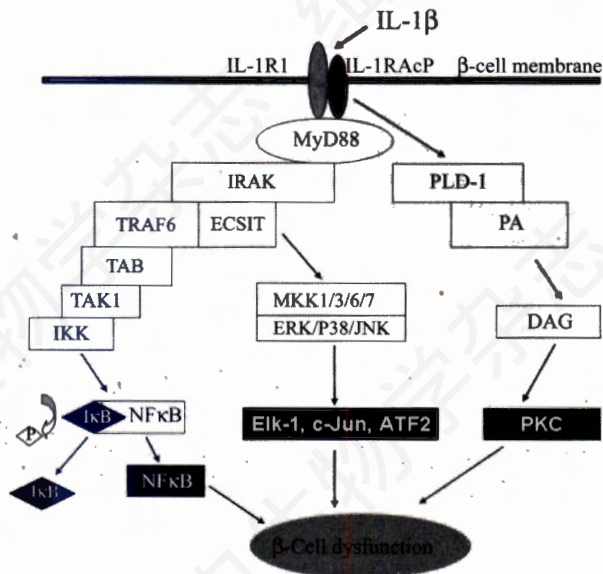 IL-1β
IL-1R1 IL-1RAcP β-cell membrane
MyD88
IRAK
PLD-1
TRAF6 ECSIT
PA
TAB
TAK1
MKK1/3/6/7
IKK
ERK/P38/JNK
DAG
P
IκB NFκB
Elk-1, c-Jun, ATF2
PKC
IκB
NFκB
β-Cell dysfunction